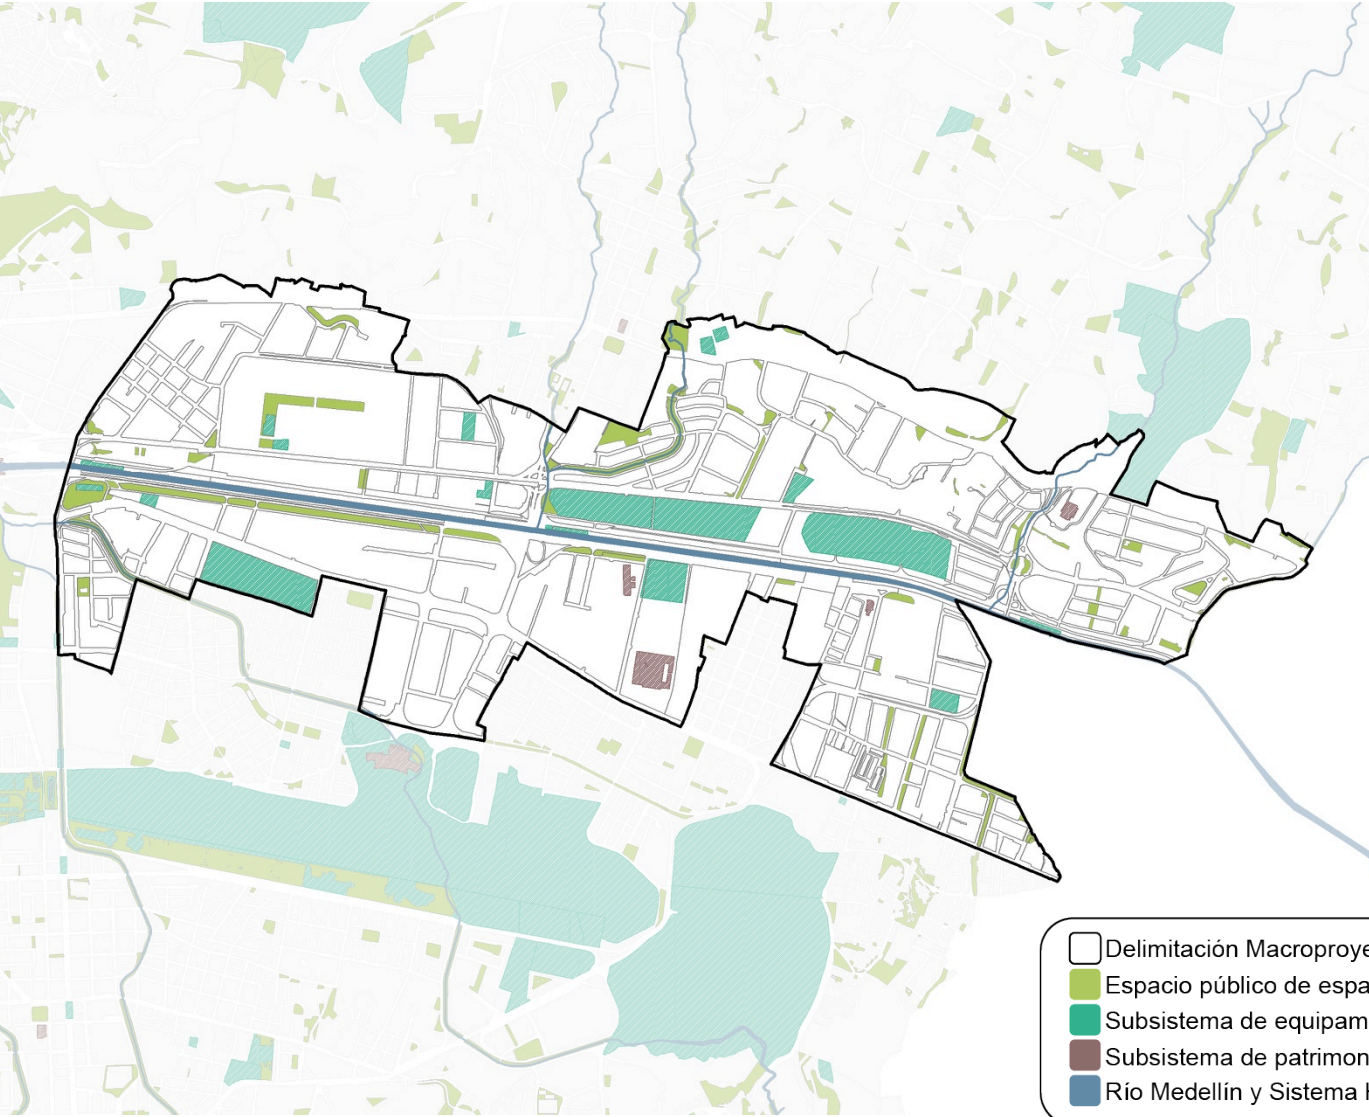 Delimitación Macroproye
Espacio público de espa
Subsistema de equipam
Subsistema de patrimon
Río Medellín y Sistema